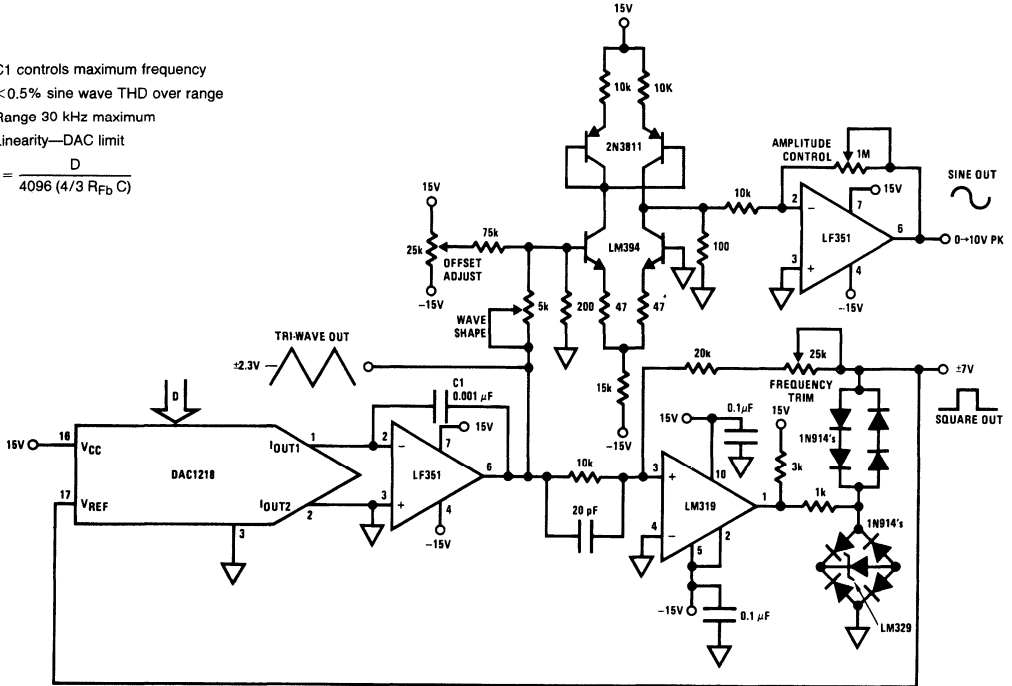 C1 controls maximum frequency
<0.5% sine wave THD over range
Range 30 kHz maximum
Linearity—DAC limit
= D
4096 (4/3 RFb C)
15V
10k
10K
2N3811
AMPLITUDE
CONTROL
1M
15V
SINE OUT
10k
2
−
7
LF351
6
0→10V PK
3
+
4
−15V
100
15V
25k
75k
OFFSET
ADJUST
−15V
LM394
WAVE
SHAPE
5k
200
47
47
15k
−15V
TRI-WAVE OUT
±2.3V
20k
25k
FREQUENCY
TRIM
±7V
SQUARE OUT
C1
0.001 μF
D
15V
16
VCC
DAC1218
17
VREF
IOUT1
1
IOUT2
2
3
2
−
7
15V
LF351
6
3
+
4
−15V
10k
20 pF
15V
0.1μF
15V
3k
1N914's
3
+
10
LM319
1
1k
4
−
5
2
−15V
0.1 μF
1N914's
LM329